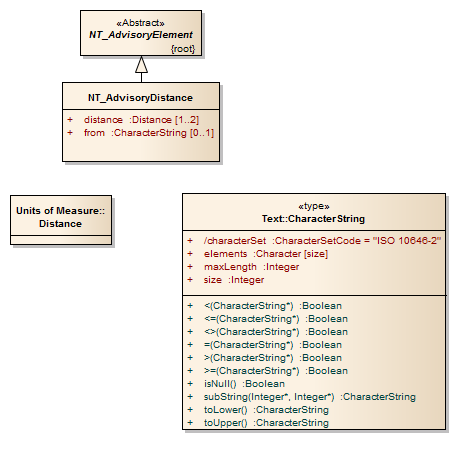 «Abstract»
NT_AdvisoryElement
{root}
NT_AdvisoryDistance
+ distance :Distance [1..2]
+ from :CharacterString [0..1]
Units of Measure::
Distance
«type»
Text::CharacterString
+ /characterSet :CharacterSetCode = "ISO 10646-2"
+ elements :Character [size]
+ maxLength :Integer
+ size :Integer
+ <(CharacterString*) :Boolean
+ <=(CharacterString*) :Boolean
+ <>(CharacterString*) :Boolean
+ =(CharacterString*) :Boolean
+ >(CharacterString*) :Boolean
+ >=(CharacterString*) :Boolean
+ isNull() :Boolean
+ subString(Integer*, Integer*) :CharacterString
+ toLower() :CharacterString
+ toUpper() :CharacterString